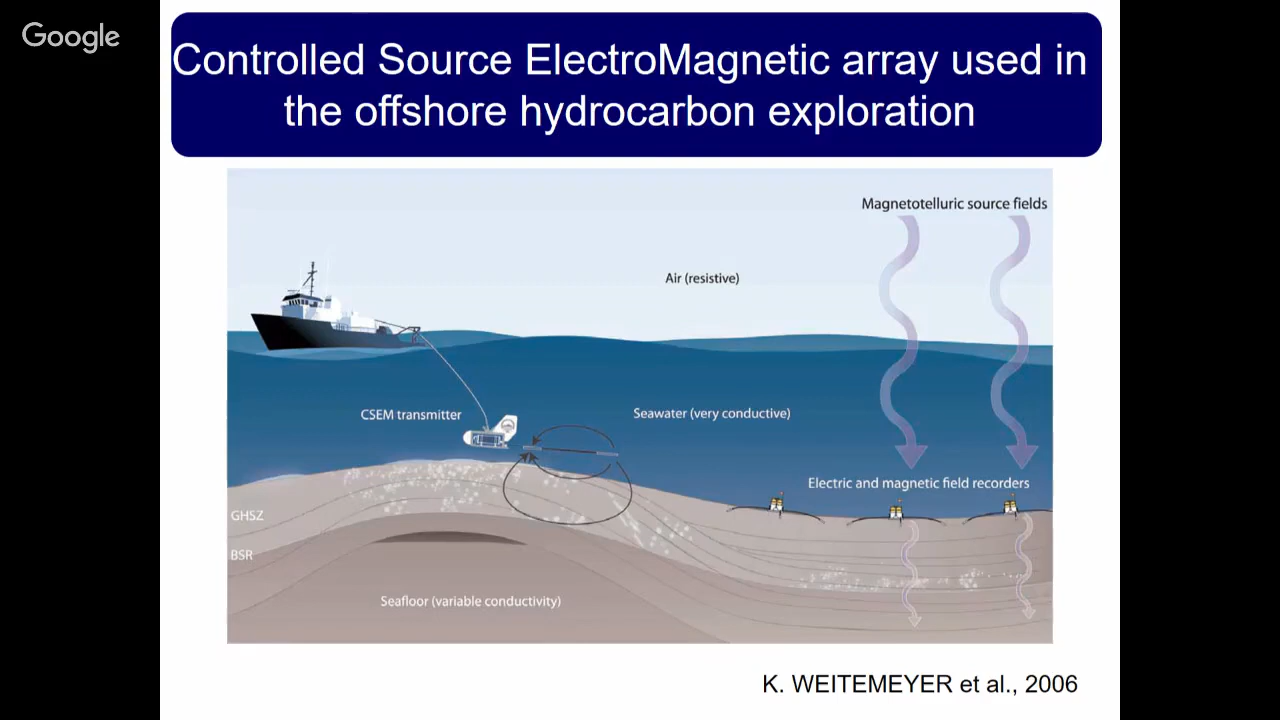 Google
Controlled Source ElectroMagnetic array used in
the offshore hydrocarbon exploration
Magnetotelluric source fields
Air (resistive)
CSEM transmitter
Seawater (very conductive)
Electric and magnetic field recorders
GHSZ
BSR
Seafloor (variable conductivity)
K. WEITEMEYER et al., 2006